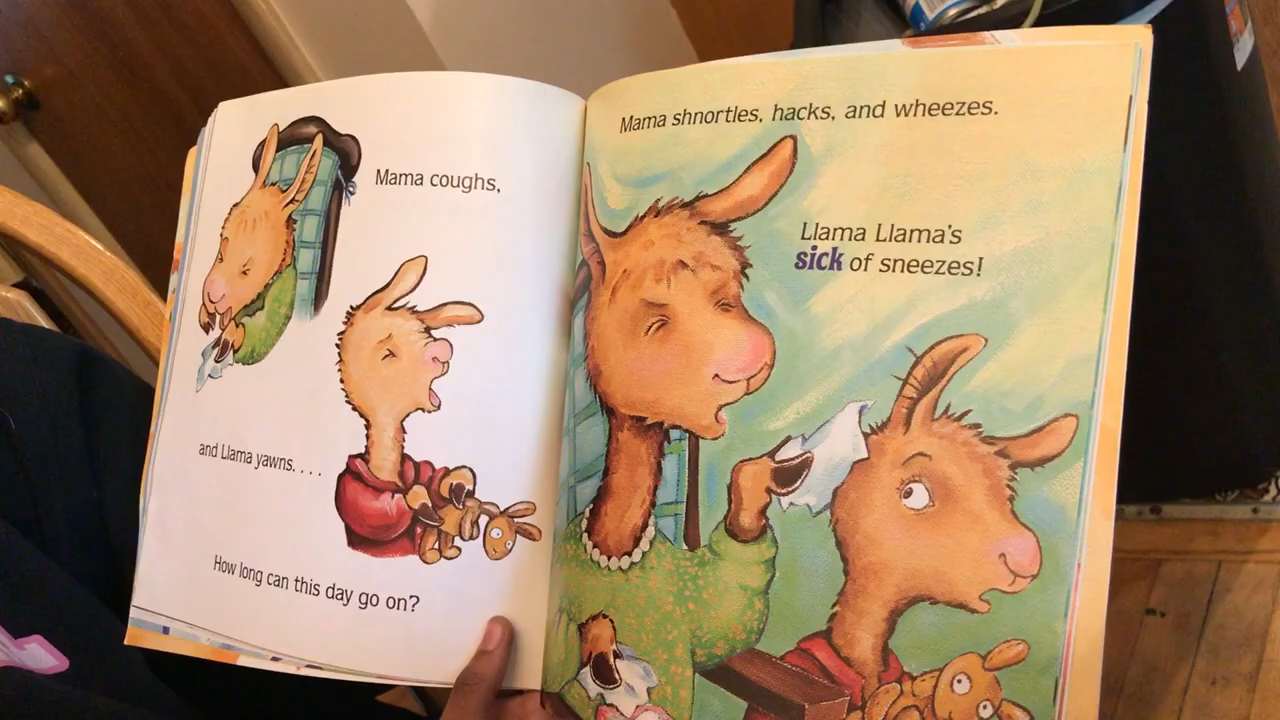 Mama coughs,
and Llama yawns. . . .
How long can this day go on?
Mama shnortles, hacks, and wheezes.
Llama Llama's
sick of sneezes!